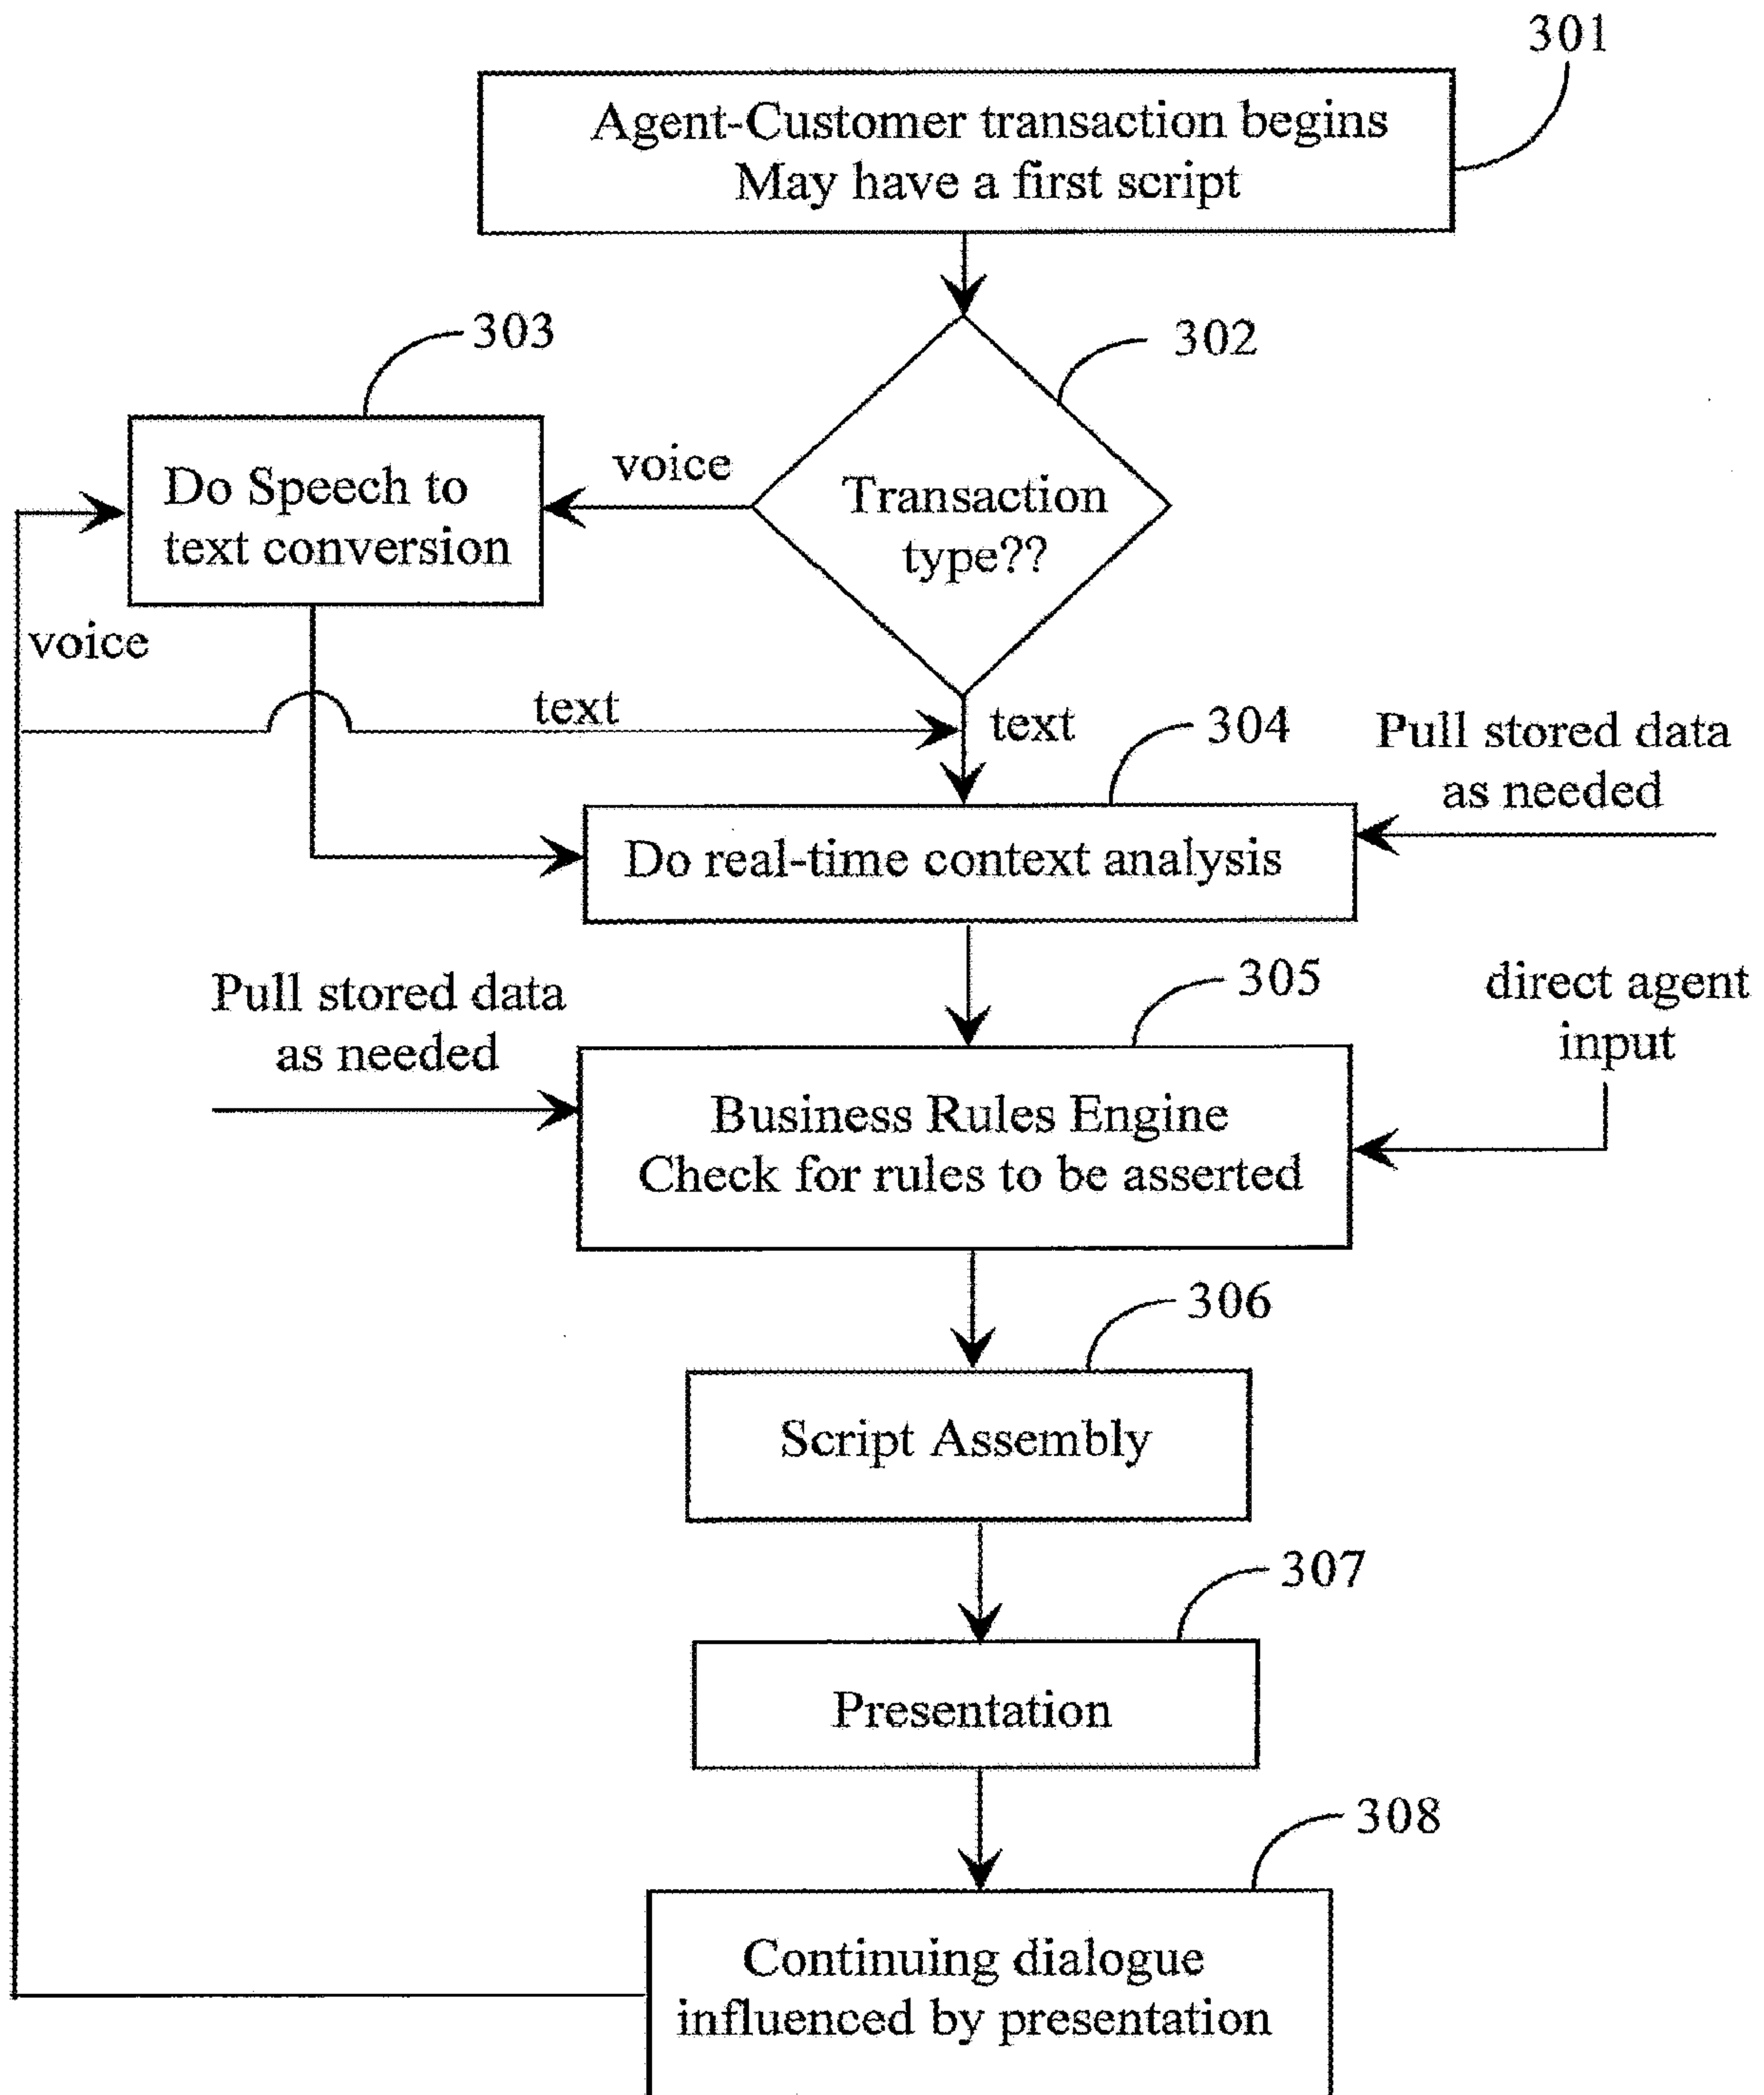 301
Agent-Customer transaction begins
May have a first script
303
302
Do Speech to
text conversion
voice
Transaction
type??
voice
text
text
304
Pull stored data
as needed
Do real-time context analysis
Pull stored data
as needed
305
direct agent
input
Business Rules Engine
Check for rules to be asserted
306
Script Assembly
307
Presentation
308
Continuing dialogue
influenced by presentation